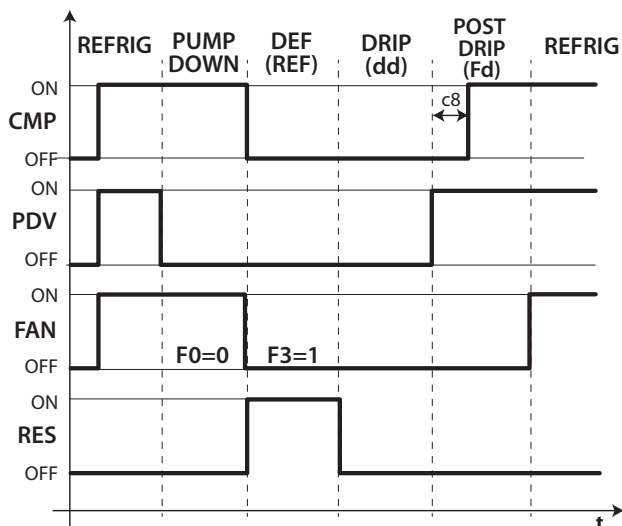 REFRIG
PUMP DOWN
DEF (REF)
DRIP (dd)
POST DRIP (Fd)
REFRIG
ON
CMP
OFF
c8
ON
PDV
OFF
ON
FAN
OFF
F0=0
F3=1
ON
RES
OFF
t